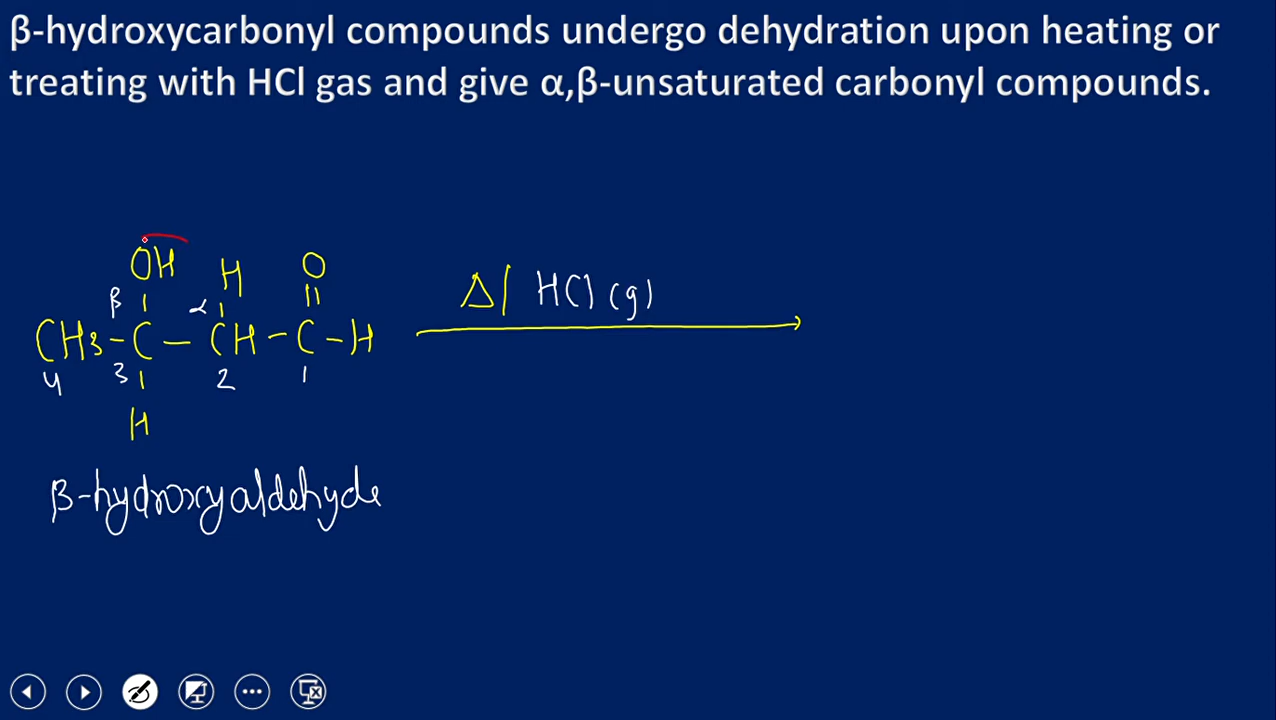 β-hydroxycarbonyl compounds undergo dehydration upon heating or
treating with HCl gas and give α,β-unsaturated carbonyl compounds.
OH H O
β α
Δ/ HCl (g)
CH3-C-CH-C-H
4 3 2 1
H
β-hydroxyaldehyde